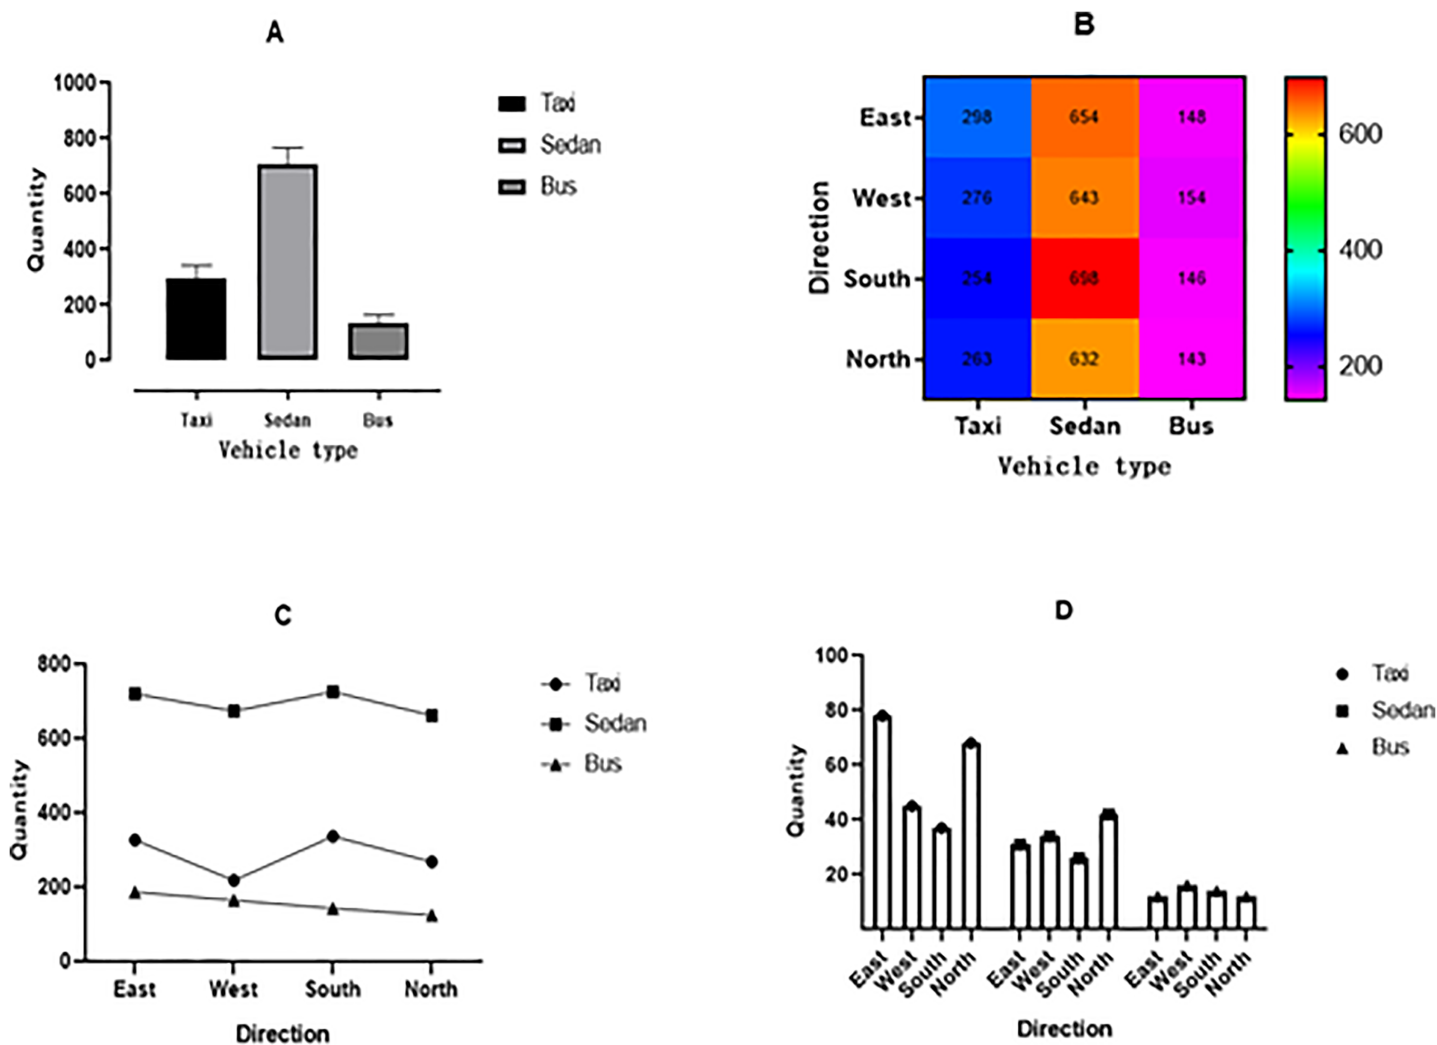 A
1000
800
600
400
200
0
Quantity
Taxi
Sedan
Bus
Taxi Sedan Bus
Vehicle type
B
East 298 654 148
West 276 643 154
South 254 698 146
North 263 632 143
Direction
Taxi Sedan Bus
Vehicle type
600
400
200
C
800
600
400
200
0
Quantity
Taxi
Sedan
Bus
East West South North
Direction
D
100
80
60
40
20
Quantity
Taxi
Sedan
Bus
East West South North East West South North East West South North
Direction